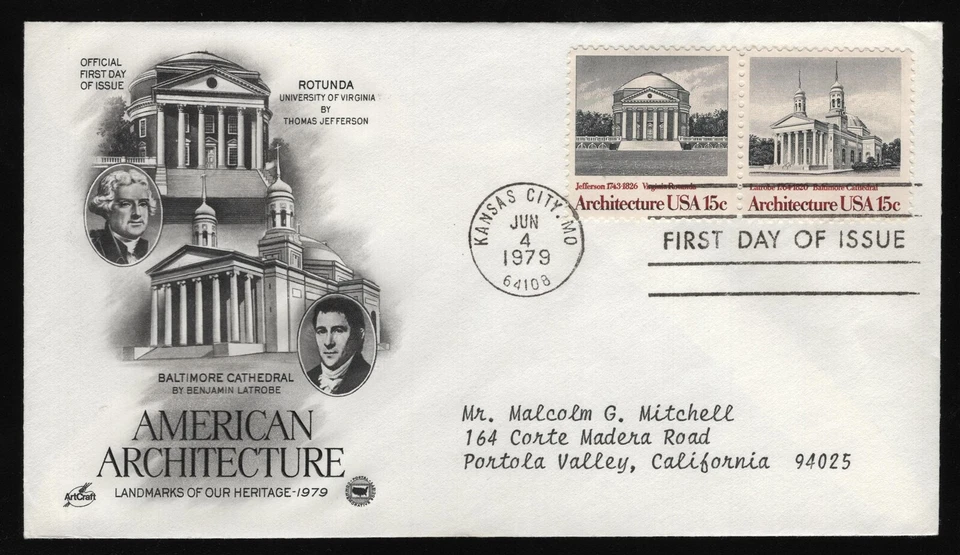 OFFICIAL
FIRST DAY
OF ISSUE
ROTUNDA
UNIVERSITY OF VIRGINIA
BY
THOMAS JEFFERSON
BALTIMORE CATHEDRAL
BY BENJAMIN LATROBE
AMERICAN
ARCHITECTURE
LANDMARKS OF OUR HERITAGE-1979
ArtCraft
Jefferson 1743-1826 Virginia Rotunda
Architecture USA 15c
Latrobe 1764-1820 Baltimore Cathedral
Architecture USA 15c
KANSAS CITY, MO
JUN
4
1979
64108
FIRST DAY OF ISSUE
Mr. Malcolm G. Mitchell
164 Corte Madera Road
Portola Valley, California 94025